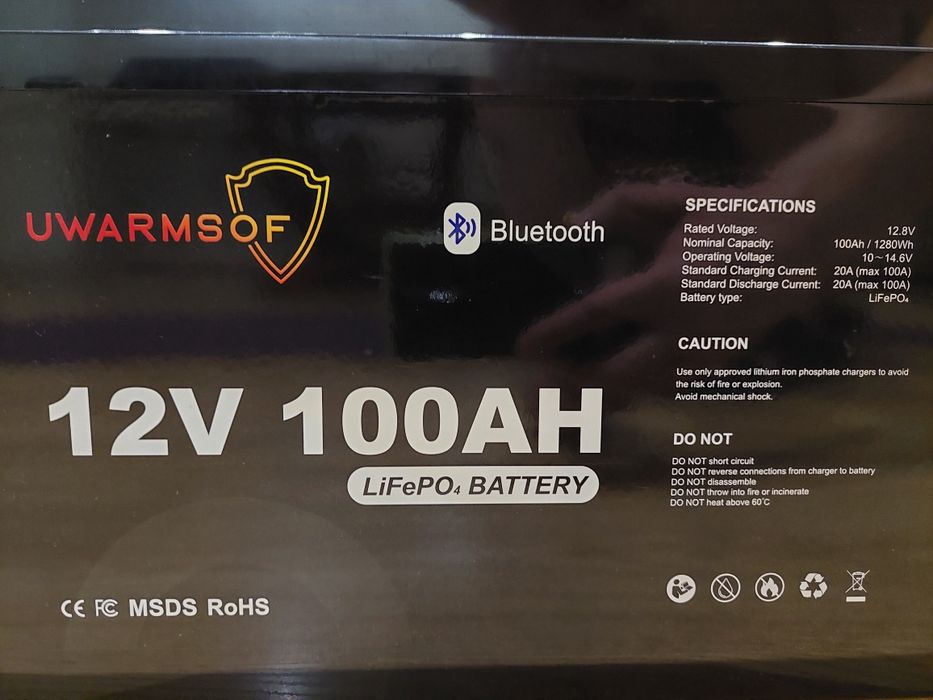 UWARMSOF
Bluetooth
12V 100AH
LiFePO₄ BATTERY
CE FC MSDS RoHS
SPECIFICATIONS
Rated Voltage: 12.8V
Nominal Capacity: 100Ah / 1280Wh
Operating Voltage: 10～14.6V
Standard Charging Current: 20A (max 100A)
Standard Discharge Current: 20A (max 100A)
Battery type: LiFePO₄
CAUTION
Use only approved lithium iron phosphate chargers to avoid
the risk of fire or explosion.
Avoid mechanical shock.
DO NOT
DO NOT short circuit
DO NOT reverse connections from charger to battery
DO NOT disassemble
DO NOT throw into fire or incinerate
DO NOT heat above 60℃